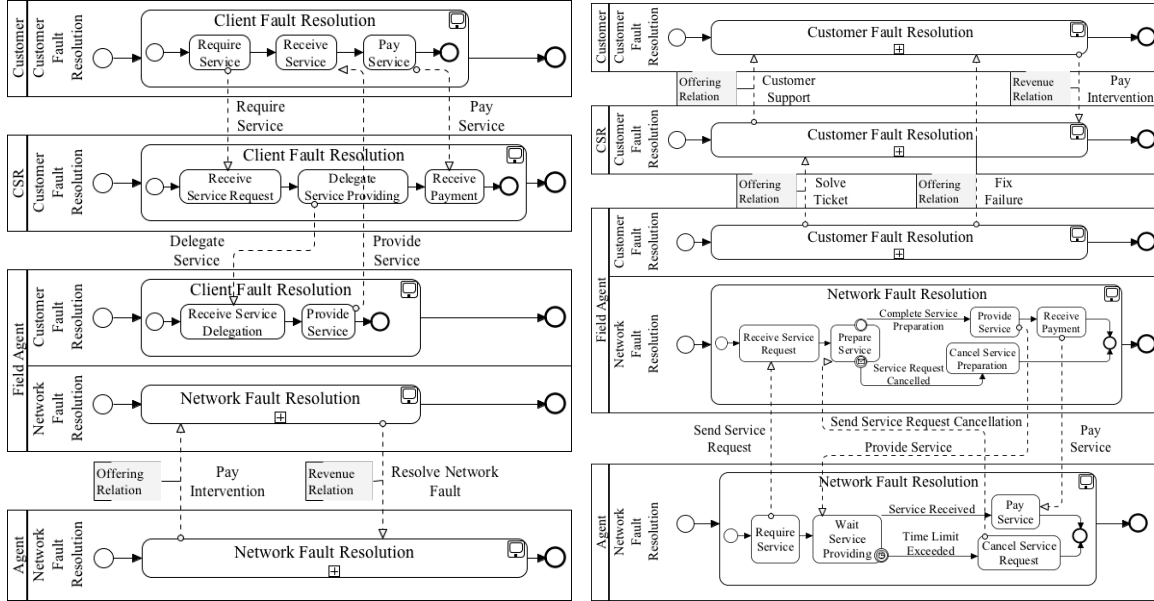 Customer
Customer
Fault
Resolution
Client Fault Resolution
Require
Service
Receive
Service
Pay
Service
Require
Service
Pay
Service
CSR
Customer
Fault
Resolution
Client Fault Resolution
Receive
Service Request
Delegate
Service Providing
Receive
Payment
Delegate
Service
Provide
Service
Field Agent
Customer
Fault
Resolution
Client Fault Resolution
Receive Service
Delegation
Provide
Service
Network
Fault
Resolution
Network Fault Resolution
Offering
Relation
Pay
Intervention
Revenue
Relation
Resolve Network
Fault
Agent
Network
Fault
Resolution
Network Fault Resolution
Customer
Customer
Fault
Resolution
Customer Fault Resolution
Offering
Relation
Customer
Support
Revenue
Relation
Pay
Intervention
CSR
Customer
Fault
Resolution
Customer Fault Resolution
Offering
Relation
Solve
Ticket
Offering
Relation
Fix
Failure
Field Agent
Customer
Fault
Resolution
Customer Fault Resolution
Network
Fault
Resolution
Network Fault Resolution
Receive Service
Request
Prepare
Service
Complete Service
Preparation
Provide
Service
Receive
Payment
Service Request
Cancelled
Cancel Service
Preparation
Send Service
Request
Send Service Request Cancellation
Provide Service
Pay
Service
Agent
Network
Fault
Resolution
Network Fault Resolution
Require
Service
Wait
Service
Providing
Service Received
Pay
Service
Time Limit
Exceeded
Cancel Service
Request